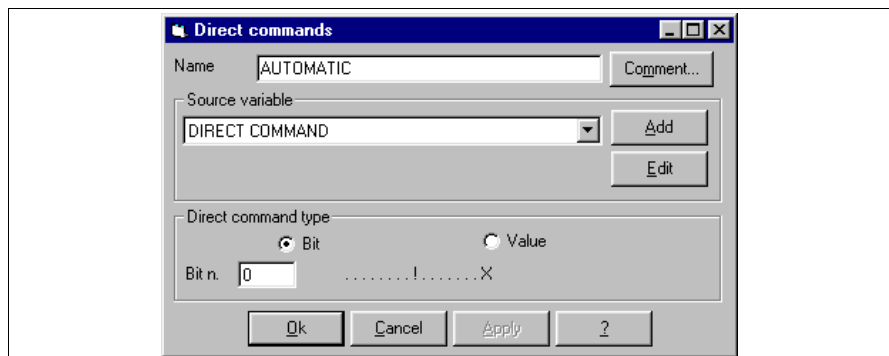 Direct commands
Name AUTOMATIC Comment...
Source variable
DIRECT COMMAND Add
Edit
Direct command type
Bit Value
Bit n. 0 ........!.......X
Ok Cancel Apply ?